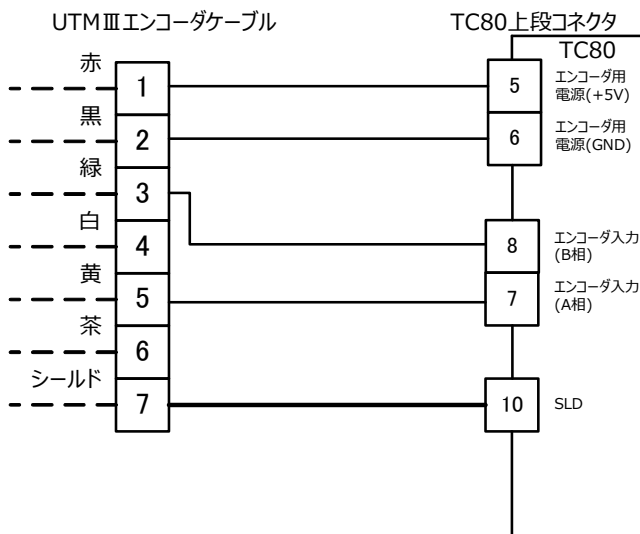 UTMⅢエンコーダケーブル
TC80上段コネクタ
TC80
赤
1
5
エンコーダ用
電源(+5V)
黒
2
6
エンコーダ用
電源(GND)
緑
3
白
4
8
エンコーダ入力
(B相)
黄
5
7
エンコーダ入力
(A相)
茶
6
シールド
7
10
SLD